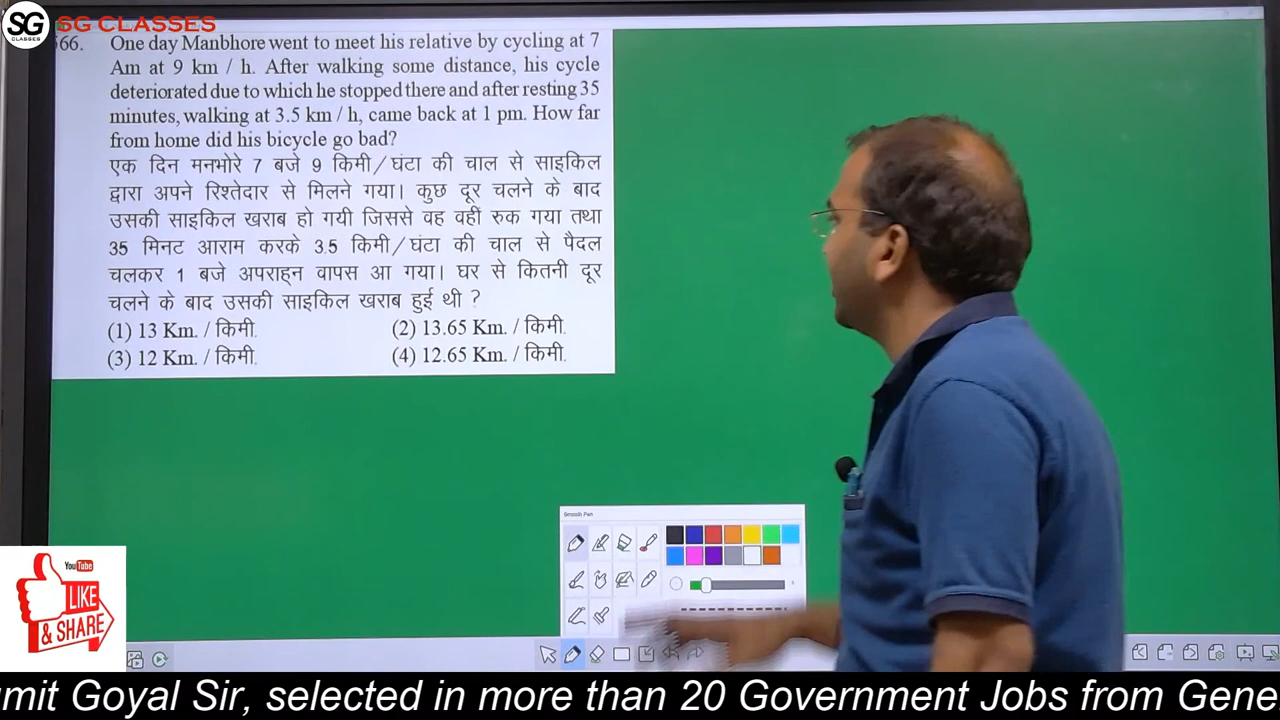 SG
CLASSES
SG CLASSES
66. One day Manbhore went to meet his relative by cycling at 7
Am at 9 km / h. After walking some distance, his cycle
deteriorated due to which he stopped there and after resting 35
minutes, walking at 3.5 km / h, came back at 1 pm. How far
from home did his bicycle go bad?
एक दिन मनभोरे 7 बजे 9 किमी/घंटा की चाल से साइकिल
द्वारा अपने रिश्तेदार से मिलने गया। कुछ दूर चलने के बाद
उसकी साइकिल खराब हो गयी जिससे वह वहीं रुक गया तथा
35 मिनट आराम करके 3.5 किमी/घंटा की चाल से पैदल
चलकर 1 बजे अपराह्न वापस आ गया। घर से कितनी दूर
चलने के बाद उसकी साइकिल खराब हुई थी ?
(1) 13 Km. / किमी. (2) 13.65 Km. / किमी.
(3) 12 Km. / किमी. (4) 12.65 Km. / किमी.
Smooth Pen
YouTube
LIKE
& SHARE
mit Goyal Sir, selected in more than 20 Government Jobs from Gene